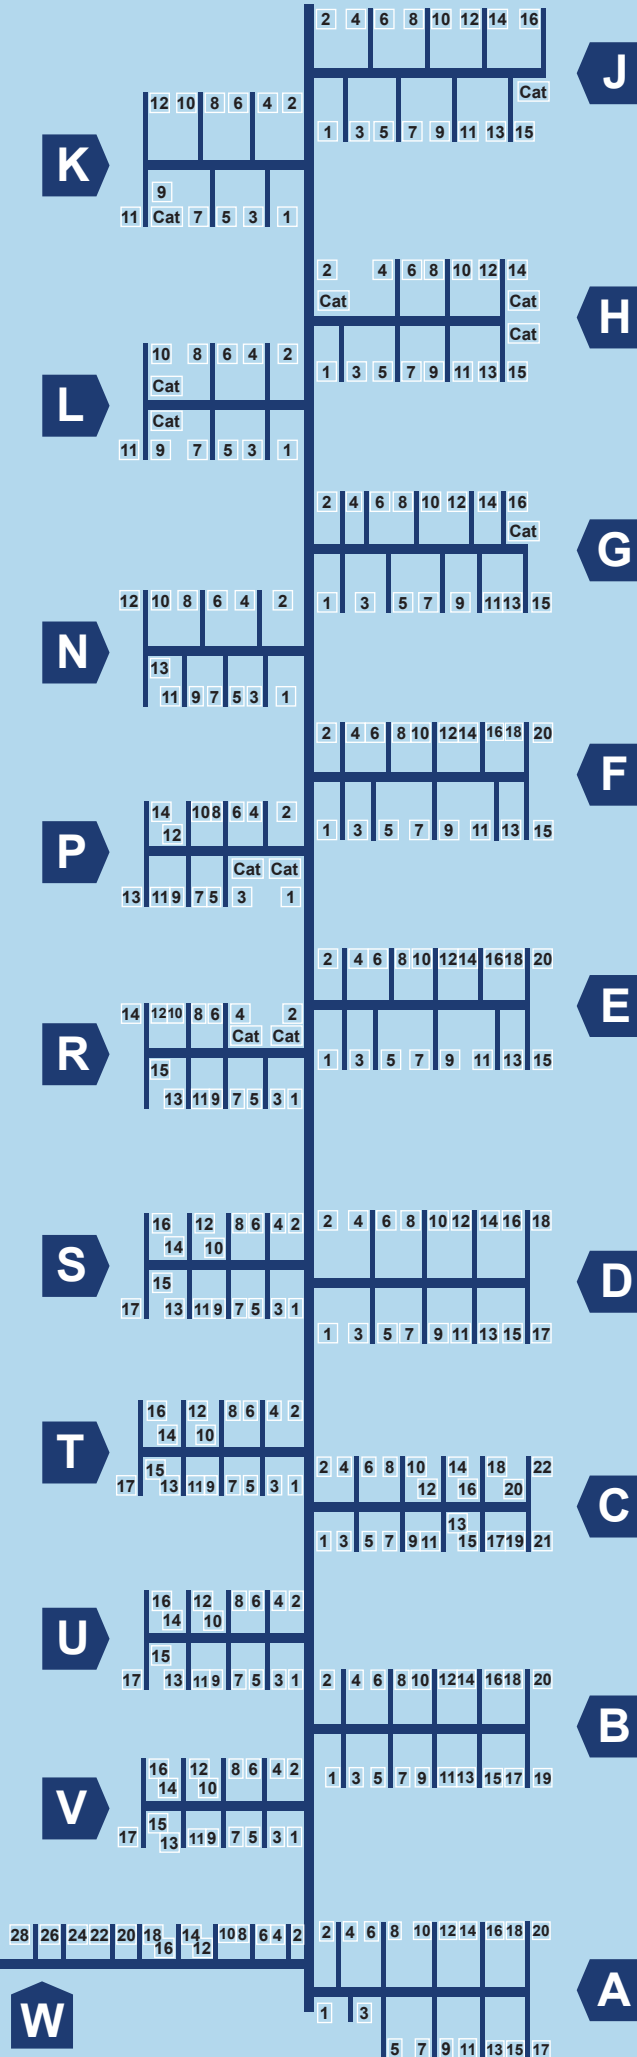 2 4 6 8 10 12 14 16
J
Cat
1 3 5 7 9 11 13 15
12 10 8 6 4 2
K
9
11 Cat 7 5 3 1
2 4 6 8 10 12 14
Cat Cat
H
Cat
1 3 5 7 9 11 13 15
10 8 6 4 2
Cat
L
Cat
11 9 7 5 3 1
2 4 6 8 10 12 14 16
Cat
G
1 3 5 7 9 11 13 15
12 10 8 6 4 2
N
13
11 9 7 5 3 1
2 4 6 8 10 12 14 16 18 20
F
1 3 5 7 9 11 13 15
14 10 8 6 4 2
12
P
Cat Cat
13 11 9 7 5 3 1
2 4 6 8 10 12 14 16 18 20
E
1 3 5 7 9 11 13 15
14 12 10 8 6 4 2
Cat Cat
R
15
13 11 9 7 5 3 1
2 4 6 8 10 12 14 16 18
D
1 3 5 7 9 11 13 15 17
16 12 8 6 4 2
14 10
S
15
17 13 11 9 7 5 3 1
16 12 8 6 4 2
14 10
T
15
17 13 11 9 7 5 3 1
2 4 6 8 10 14 18 22
12 16 20
C
13
1 3 5 7 9 11 15 17 19 21
16 12 8 6 4 2
14 10
U
15
17 13 11 9 7 5 3 1
2 4 6 8 10 12 14 16 18 20
B
1 3 5 7 9 11 13 15 17 19
16 12 8 6 4 2
14 10
V
15
17 13 11 9 7 5 3 1
28 26 24 22 20 18 14 10 8 6 4 2
16 12
W
2 4 6 8 10 12 14 16 18 20
A
1 3
5 7 9 11 13 15 17